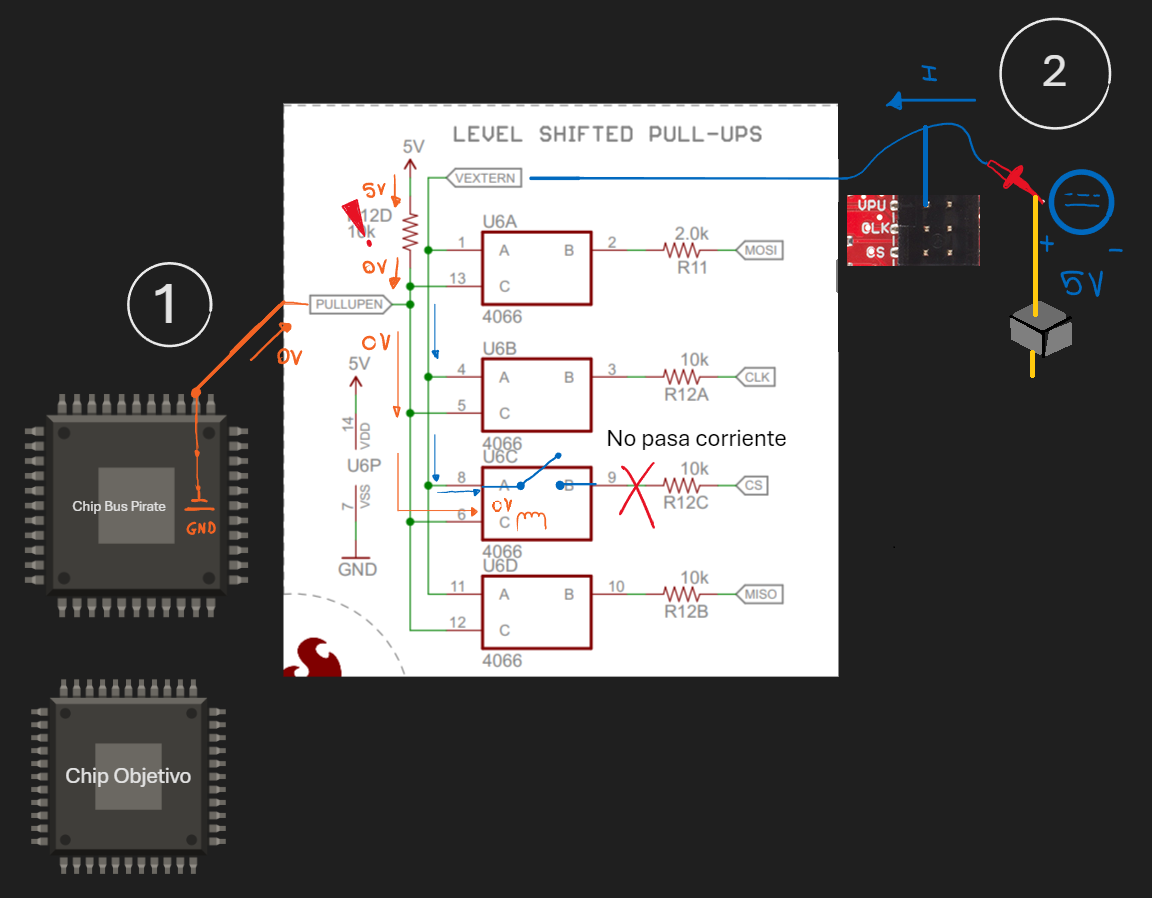 2
I
LEVEL SHIFTED PULL-UPS
5V
VEXTERN
5V
12D
10k
0V
U6A
1
A
B
2
2.0k
R11
MOSI
13
C
4066
VPU
CLK
CS
+
-
5V
1
PULLUPEN
0V
0V
U6B
4
A
B
3
10k
R12A
CLK
5
C
4066
5V
14
VDD
U6P
7
VSS
GND
No pasa corriente
U6C
8
A
B
9
10k
R12C
CS
0V
6
C
4066
Chip Bus Pirate
GND
U6D
11
A
B
10
10k
R12B
MISO
12
C
4066
Chip Objetivo